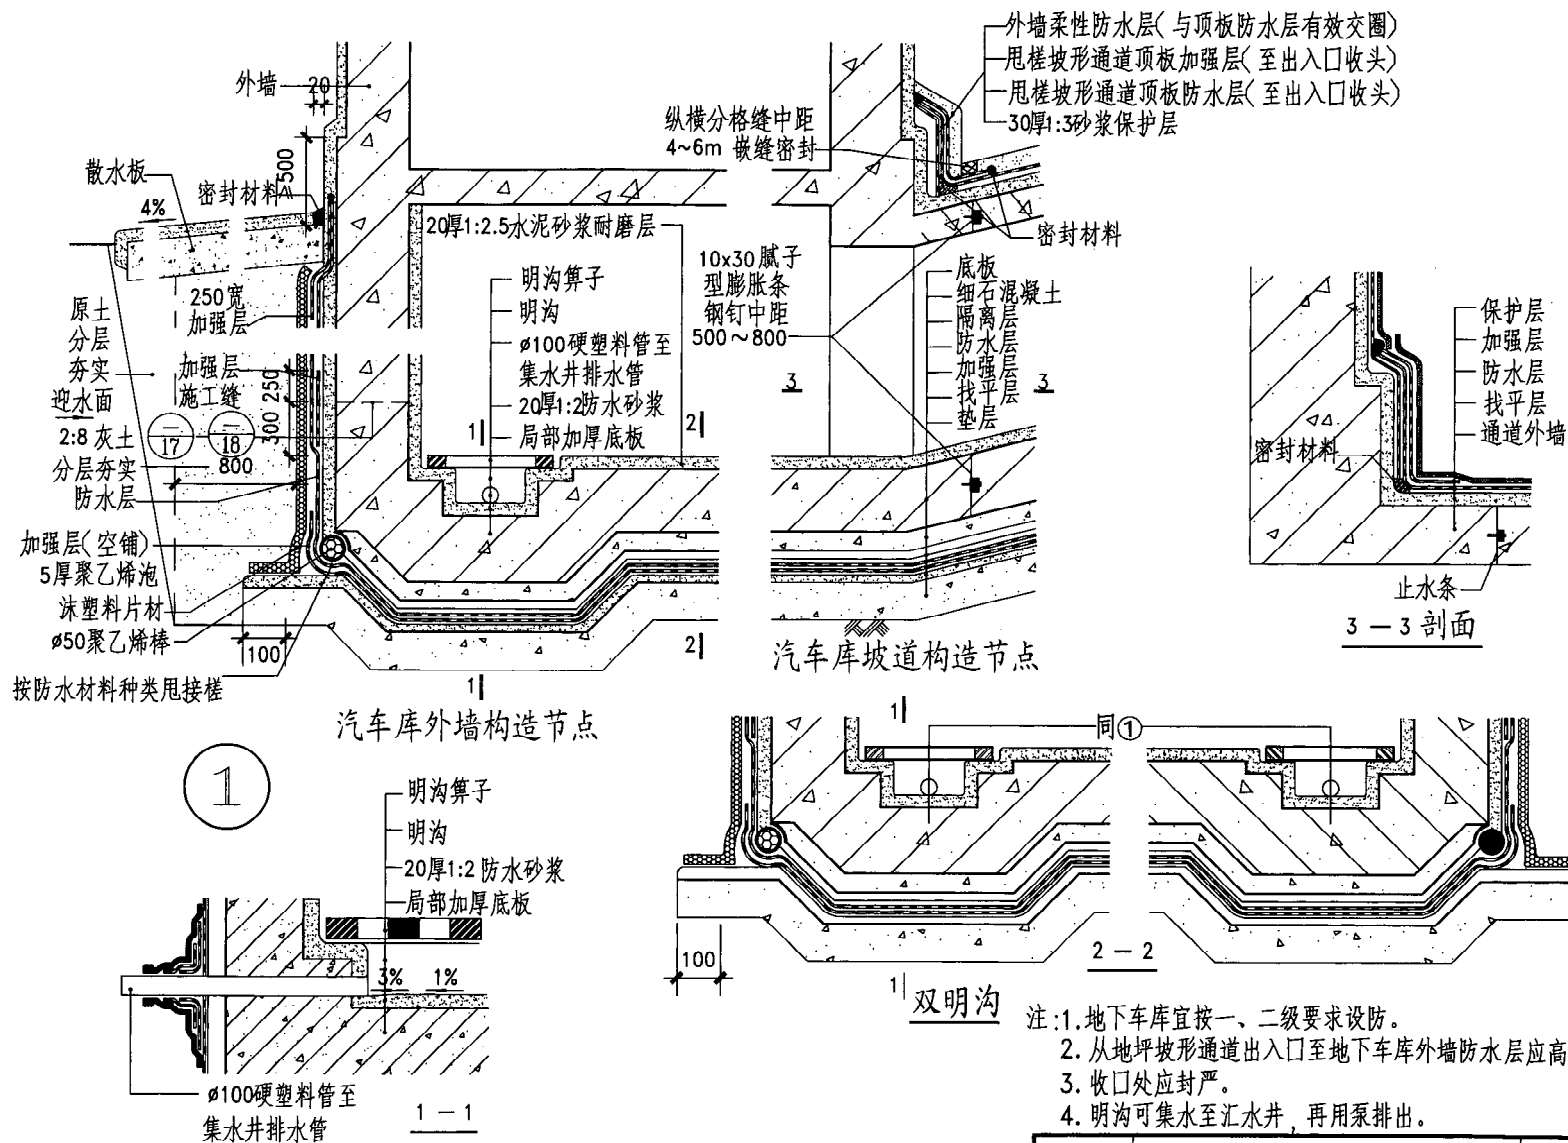 外墙
20
500
散水板
密封材料
4%
250宽
加强层
原土
分层
夯实
迎水面
加强层
施工缝
250
300
17
18
2:8灰土
分层夯实
800
防水层
加强层(空铺)
5厚聚乙烯泡
沫塑料片材
ø50聚乙烯棒
100
按防水材料种类甩接槎
20厚1:2.5水泥砂浆耐磨层
明沟箅子
明沟
ø100硬塑料管至
集水井排水管
20厚1:2防水砂浆
局部加厚底板
1
2
2
1
汽车库外墙构造节点
外墙柔性防水层(与顶板防水层有效交圈)
甩槎坡形通道顶板加强层(至出入口收头)
甩槎坡形通道顶板防水层(至出入口收头)
30厚1:3砂浆保护层
纵横分格缝中距
4~6m 嵌缝密封
密封材料
10x30腻子
型膨胀条
钢钉中距
500~800
底板
细石混凝土
隔离层
防水层
加强层
找平层
垫层
3
3
汽车库坡道构造节点
保护层
加强层
防水层
找平层
通道外墙
密封材料
止水条
3-3剖面
1
明沟箅子
明沟
20厚1:2防水砂浆
局部加厚底板
3%
1%
ø100硬塑料管至
集水井排水管
1-1
1
同①
100
2-2
1
双明沟
注:1.地下车库宜按一、二级要求设防。
2.从地坪坡形通道出入口至地下车库外墙防水层应高
3.收口处应封严。
4.明沟可集水至汇水井,再用泵排出。